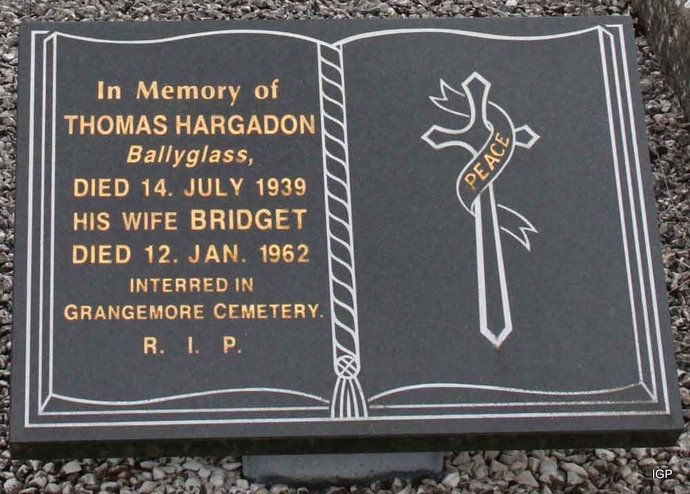 In Memory of
THOMAS HARGADON
Ballyglass,
DIED 14. JULY 1939
HIS WIFE BRIDGET
DIED 12. JAN. 1962
INTERRED IN
GRANGEMORE CEMETERY.
R. I. P.
PEACE
IGP